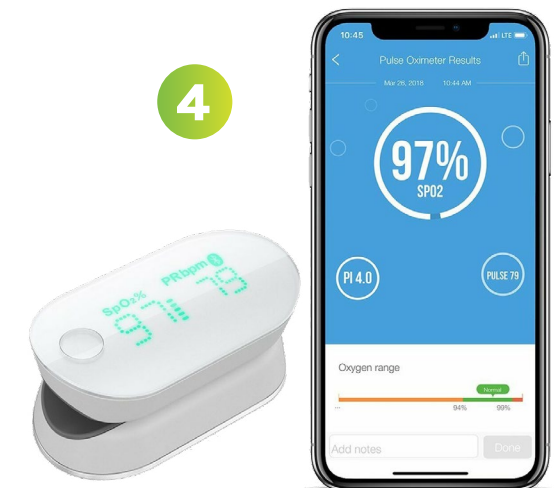 4
SpO₂% PRbpm
97 79
10:45 LTE
Pulse Oximeter Results
Mar 26, 2018 10:44 AM
97%
SPO2
PI 4.0
PULSE 79
Oxygen range
Normal
... 94% 99%
Add notes Done